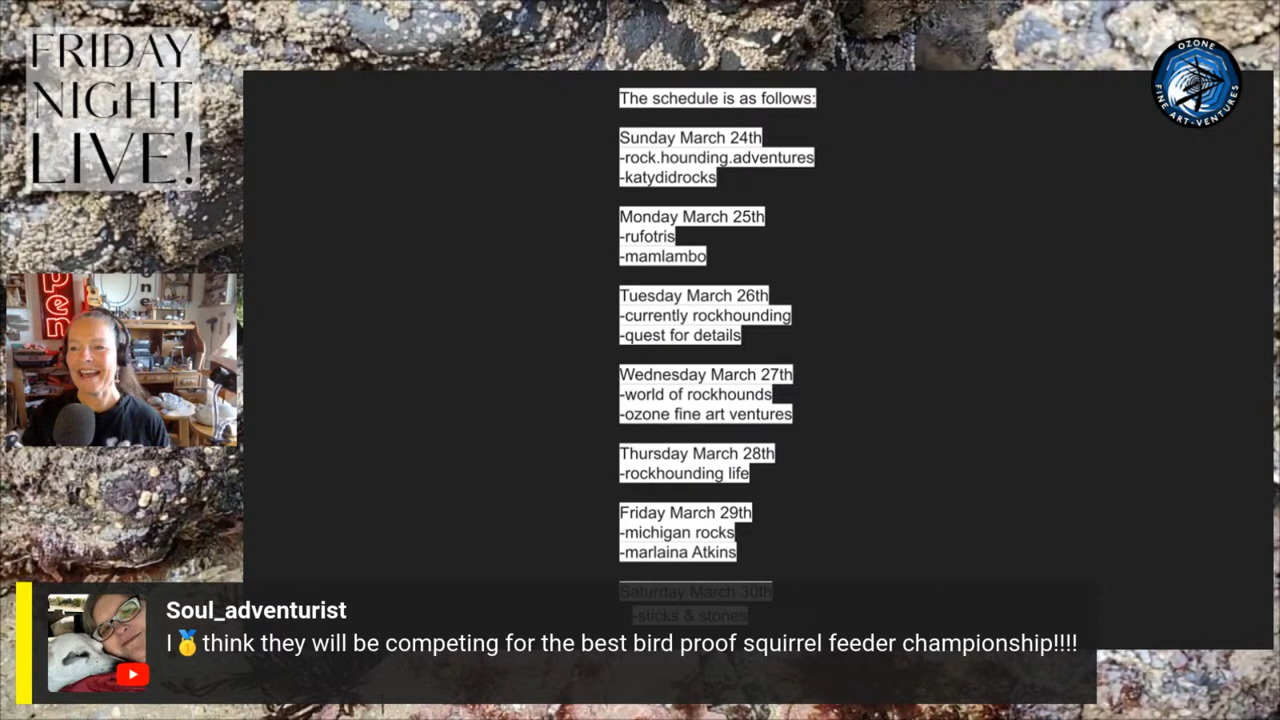 FRIDAY
NIGHT
LIVE!
OZONE
FINE ART-VENTURES
The schedule is as follows:
Sunday March 24th
-rock.hounding.adventures
-katydidrocks
Monday March 25th
-rufotris
-mamlambo
Tuesday March 26th
-currently rockhounding
-quest for details
Wednesday March 27th
-world of rockhounds
-ozone fine art ventures
Thursday March 28th
-rockhounding life
Friday March 29th
-michigan rocks
-marlaina Atkins
Saturday March 30th
-sticks & stones
Soul_adventurist
I🥇think they will be competing for the best bird proof squirrel feeder championship!!!!